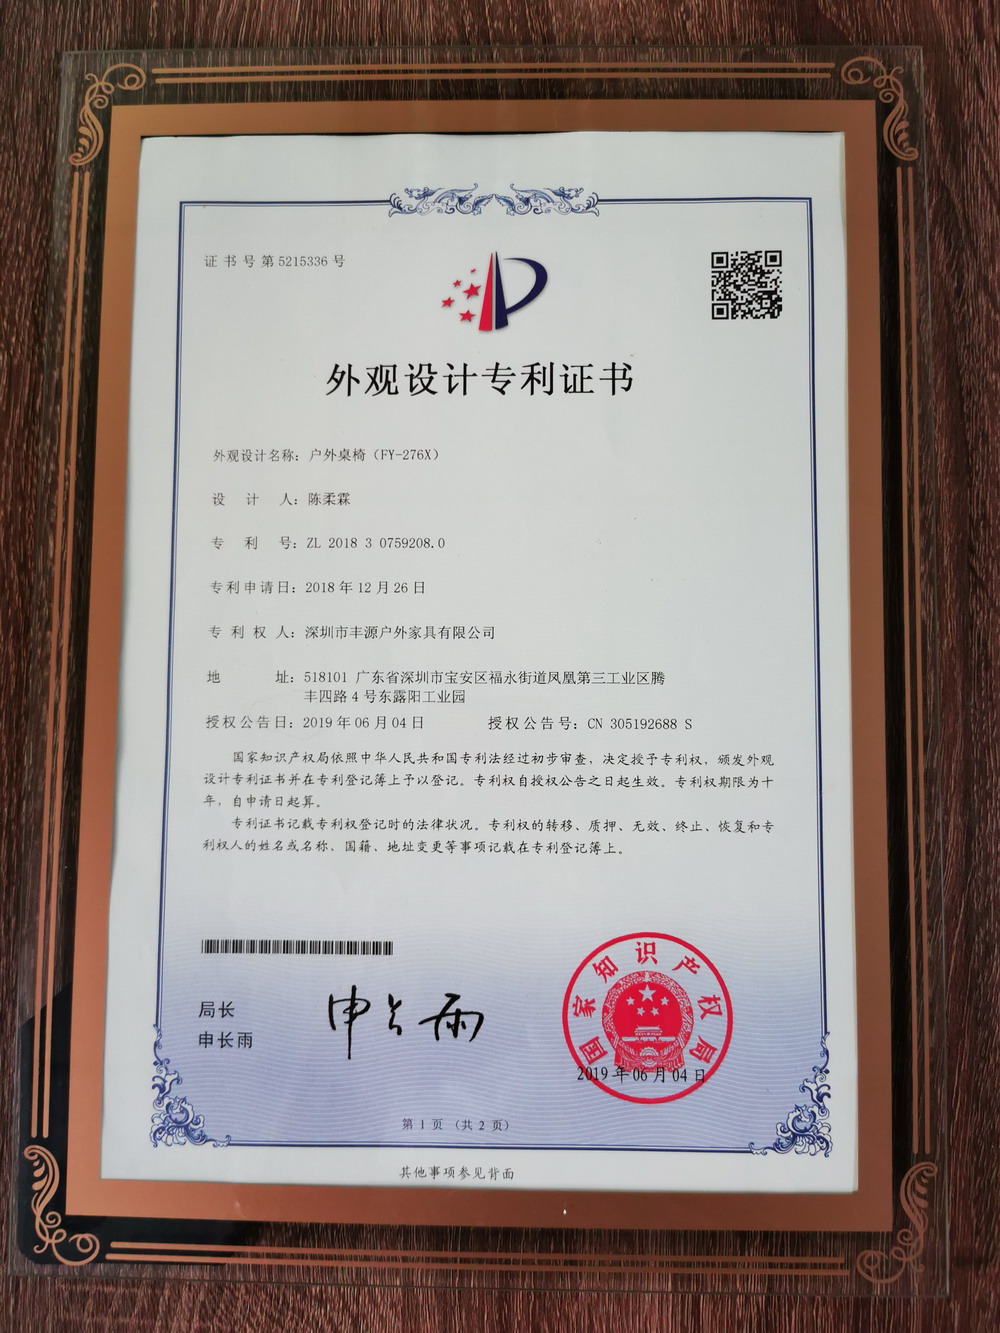 证书号第5215336号
外观设计专利证书
外观设计名称：户外桌椅（FY-276X）
设计人：陈柔霖
专利号：ZL 2018 3 0759208.0
专利申请日：2018年12月26日
专利权人：深圳市丰源户外家具有限公司
地址：518101 广东省深圳市宝安区福永街道凤凰第三工业区腾
丰四路4号东露阳工业园
授权公告日：2019年06月04日 授权公告号：CN 305192688 S
国家知识产权局依照中华人民共和国专利法经过初步审查，决定授予专利权，颁发外观
设计专利证书并在专利登记簿上予以登记。专利权自授权公告之日起生效。专利权期限为十
年，自申请日起算。
专利证书记载专利权登记时的法律状况。专利权的转移、质押、无效、终止、恢复和专
利权人的姓名或名称、国籍、地址变更等事项记载在专利登记簿上。
局长
申长雨
申长雨
国家知识产权局
2019年06月04日
第1页（共2页）
其他事项参见背面